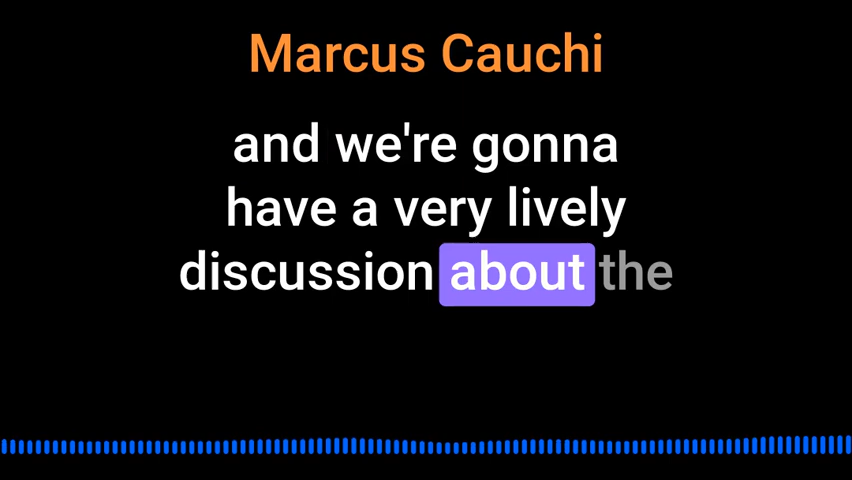 Marcus Cauchi
and we're gonna
have a very lively
discussion about the